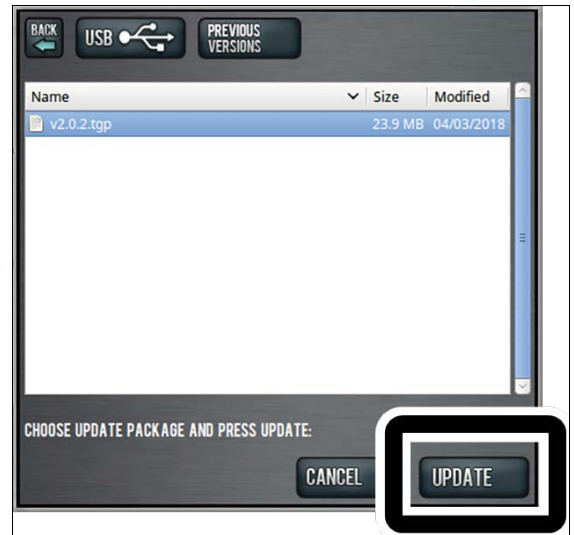 BACK USB PREVIOUS VERSIONS
Name Size Modified
v2.0.2.tgp 23.9 MB 04/03/2018
CHOOSE UPDATE PACKAGE AND PRESS UPDATE:
CANCEL UPDATE